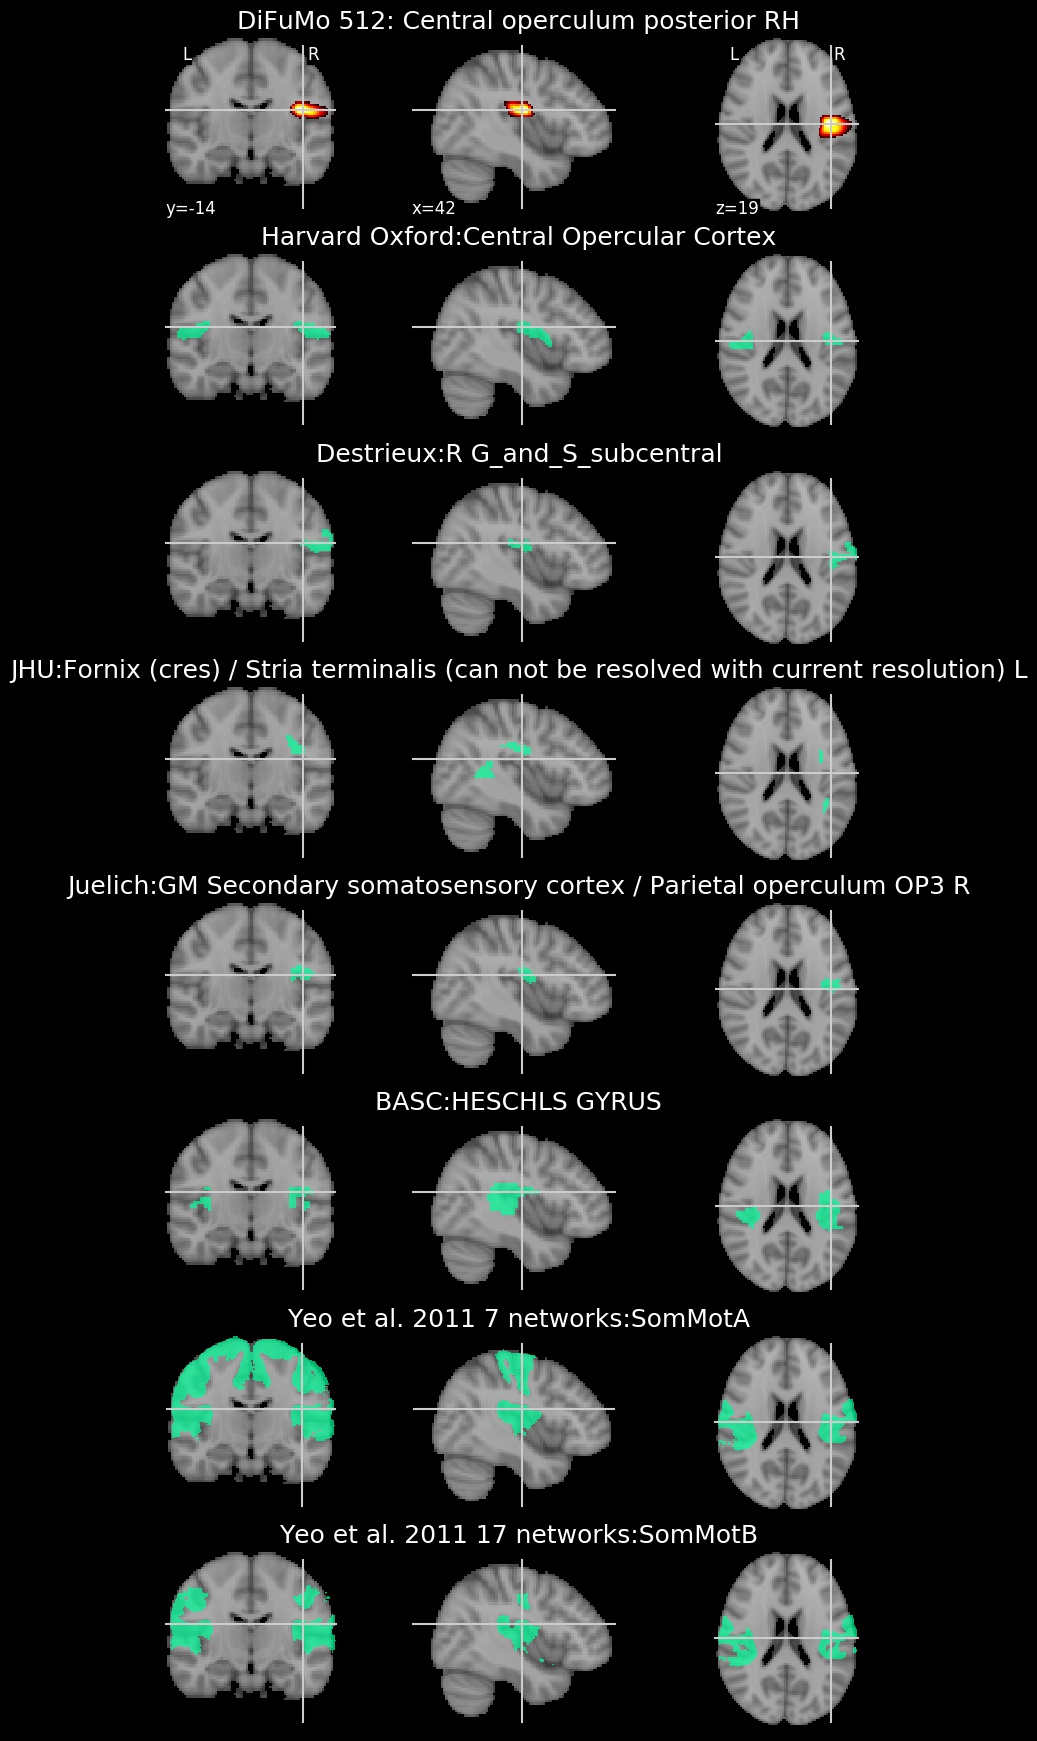 DiFuMo 512: Central operculum posterior RH
L R L R
y=-14 x=42 z=19
Harvard Oxford:Central Opercular Cortex
Destrieux:R G_and_S_subcentral
JHU:Fornix (cres) / Stria terminalis (can not be resolved with current resolution) L
Juelich:GM Secondary somatosensory cortex / Parietal operculum OP3 R
BASC:HESCHLS GYRUS
Yeo et al. 2011 7 networks:SomMotA
Yeo et al. 2011 17 networks:SomMotB